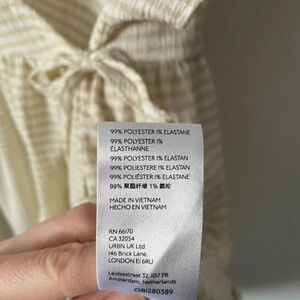 99% POLYESTER 1% ELASTANE
99% POLYESTER 1%
ÉLASTHANNE
99% POLYESTER 1% ELASTAN
99% POLIESTERE 1% ELASTAN
99% POLIÉSTER 1% ELASTANE
99% 聚酯纤维 1% 氨纶
MADE IN VIETNAM
HECHO EN VIETNAM
RN 66170
CA 32054
URBN UK Ltd.
146 Brick Lane,
LONDON E1 6RU
Leidsestraat 32, 1017 PB
Amsterdam, Netherlands